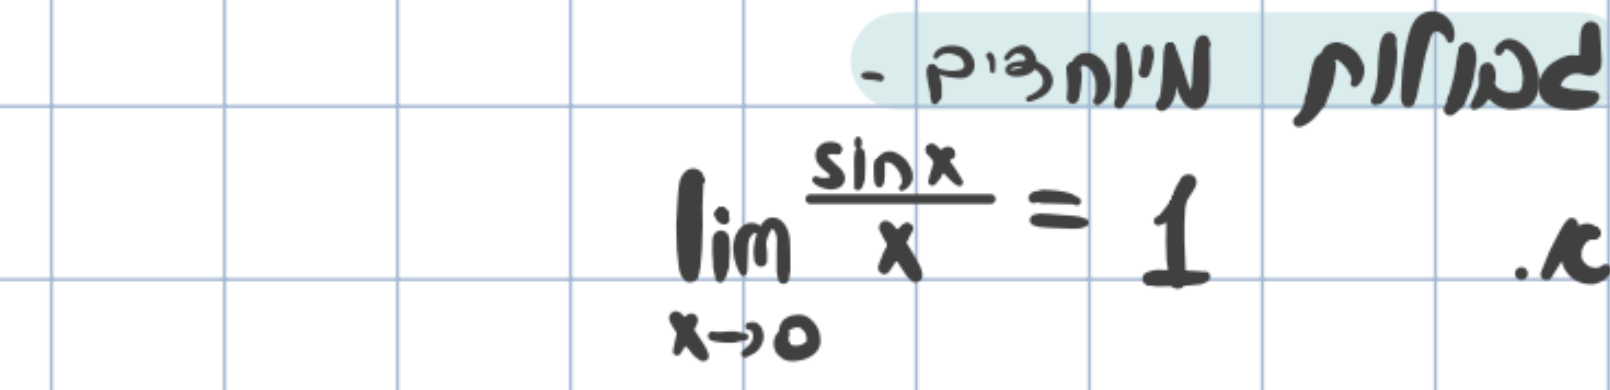 גבולות מיוחדים -
א. lim x→0 sinx/x = 1